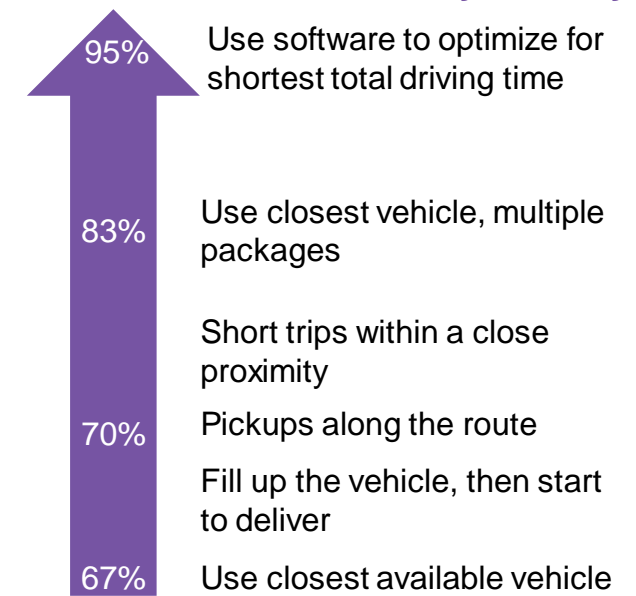 95%
Use software to optimize for
shortest total driving time
83%
Use closest vehicle, multiple
packages
Short trips within a close
proximity
70%
Pickups along the route
Fill up the vehicle, then start
to deliver
67%
Use closest available vehicle